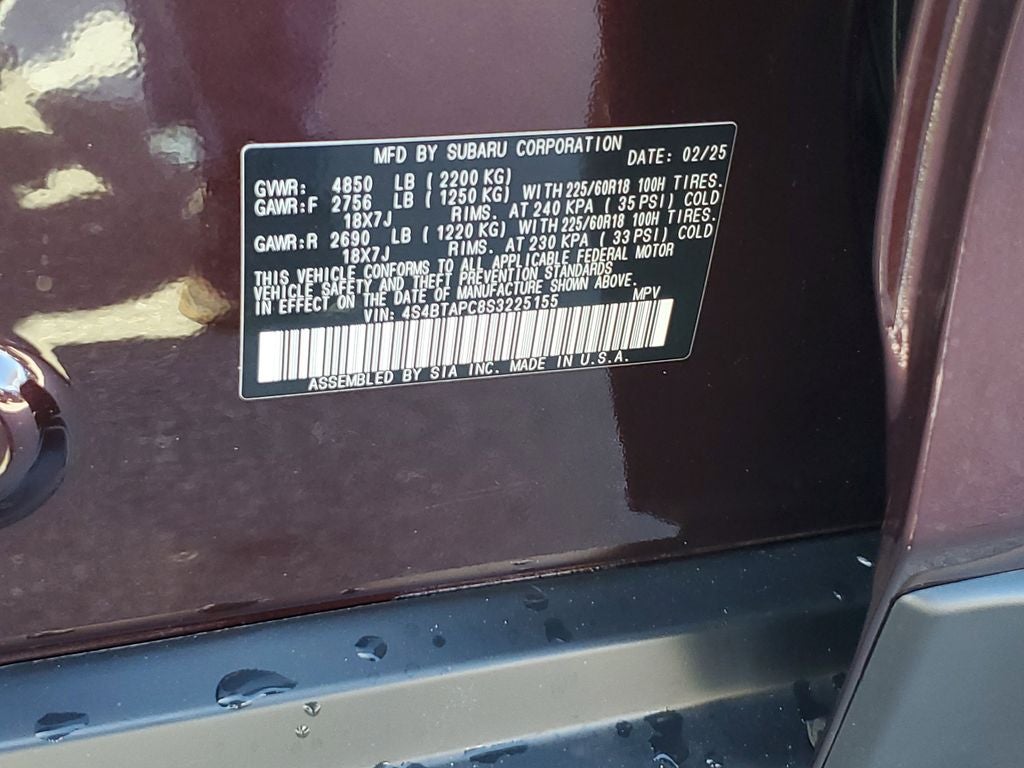 MFD BY SUBARU CORPORATION DATE: 02/25
GVWR: 4850 LB ( 2200 KG)
GAWR:F 2756 LB ( 1250 KG) WITH 225/60R18 100H TIRES.
18X7J RIMS. AT 240 KPA ( 35 PSI) COLD
GAWR:R 2690 LB ( 1220 KG) WITH 225/60R18 100H TIRES.
18X7J RIMS. AT 230 KPA ( 33 PSI) COLD
THIS VEHICLE CONFORMS TO ALL APPLICABLE FEDERAL MOTOR
VEHICLE SAFETY AND THEFT PREVENTION STANDARDS
IN EFFECT ON THE DATE OF MANUFACTURE SHOWN ABOVE.
VIN: 4S4BTAPC8S3225155 MPV
ASSEMBLED BY SIA INC. MADE IN U.S.A.